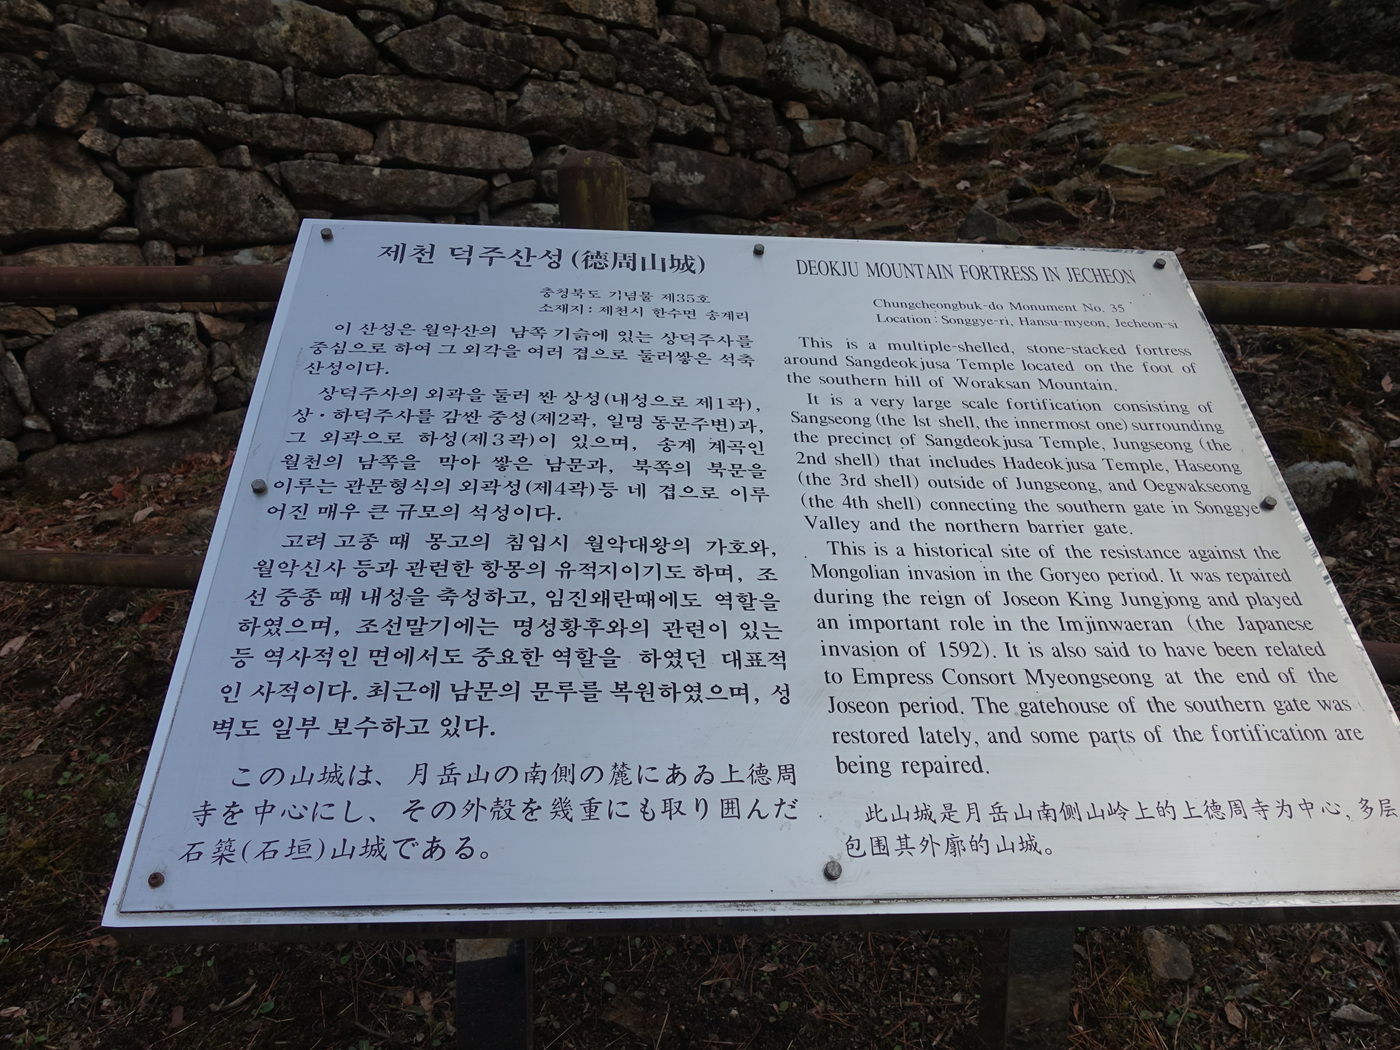 제천 덕주산성(德周山城)
충청북도 기념물 제35호
소재지: 제천시 한수면 송계리
이 산성은 월악산의 남쪽 기슭에 있는 상덕주사를
중심으로 하여 그 외각을 여러 겹으로 둘러쌓은 석축
산성이다.
상덕주사의 외곽을 둘러 싼 상성(내성으로 제1곽),
상·하덕주사를 감싼 중성(제2곽, 일명 동문주변)과,
그 외곽으로 하성(제3곽)이 있으며, 송계 계곡인
월천의 남쪽을 막아 쌓은 남문과, 북쪽의 북문을
이루는 관문형식의 외곽성(제4곽)등 네 겹으로 이루
어진 매우 큰 규모의 석성이다.
고려 고종 때 몽고의 침입시 월악대왕의 가호와,
월악신사 등과 관련한 항몽의 유적지이기도 하며, 조
선 중종 때 내성을 축성하고, 임진왜란때에도 역할을
하였으며, 조선말기에는 명성황후와의 관련이 있는
등 역사적인 면에서도 중요한 역할을 하였던 대표적
인 사적이다. 최근에 남문의 문루를 복원하였으며, 성
벽도 일부 보수하고 있다.
この山城は、月岳山の南側の麓にある上德周
寺を中心にし、その外殻を幾重にも取り囲んだ
石築(石垣)山城である。
DEOKJU MOUNTAIN FORTRESS IN JECHEON
Chungcheongbuk-do Monument No. 35
Location: Songgye-ri, Hansu-myeon, Jecheon-si
This is a multiple-shelled, stone-stacked fortress
around Sangdeokjusa Temple located on the foot of
the southern hill of Woraksan Mountain.
It is a very large scale fortification consisting of
Sangseong (the 1st shell, the innermost one) surrounding
the precinct of Sangdeokjusa Temple, Jungseong (the
2nd shell) that includes Hadeokjusa Temple, Haseong
(the 3rd shell) outside of Jungseong, and Oegwakseong
(the 4th shell) connecting the southern gate in Songgye
Valley and the northern barrier gate.
This is a historical site of the resistance against the
Mongolian invasion in the Goryeo period. It was repaired
during the reign of Joseon King Jungjong and played
an important role in the Imjinwaeran (the Japanese
invasion of 1592). It is also said to have been related
to Empress Consort Myeongseong at the end of the
Joseon period. The gatehouse of the southern gate was
restored lately, and some parts of the fortification are
being repaired.
此山城是月岳山南侧山岭上的上德周寺为中心, 多层
包围其外廓的山城。